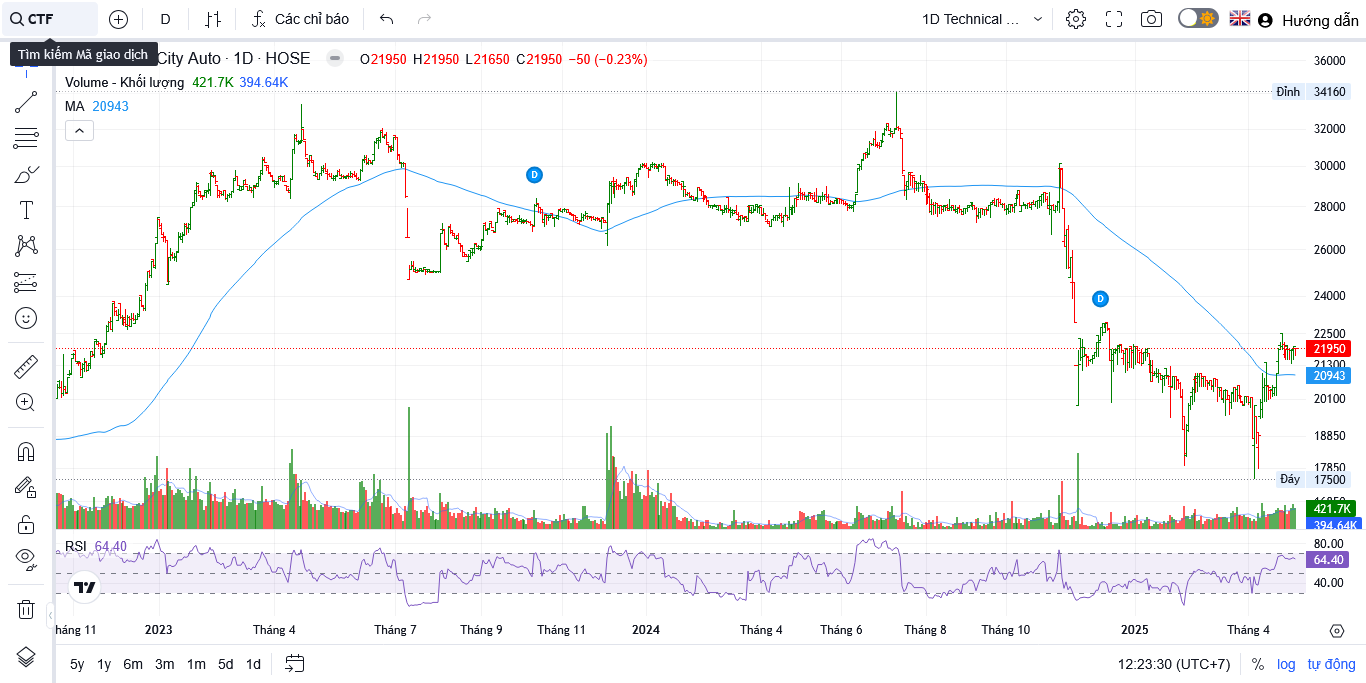 CTF
D
Các chỉ báo
1D Technical ...
Hướng dẫn
Tìm kiếm Mã giao dịch
City Auto · 1D · HOSE
O21950 H21950 L21650 C21950 −50 (−0.23%)
Volume - Khối lượng 421.7K 394.64K
MA 20943
36000
Đỉnh 34160
32000
30000
28000
26000
24000
22500
21950
21300
20943
20100
18850
17850
Đáy 17500
421.7K
394.64K
D
D
RSI 64.40
80.00
64.40
40.00
háng 11 2023 Tháng 4 Tháng 7 Tháng 9 Tháng 11 2024 Tháng 4 Tháng 6 Tháng 8 Tháng 10 2025 Tháng 4
5y 1y 6m 3m 1m 5d 1d
12:23:30 (UTC+7) % log tự động